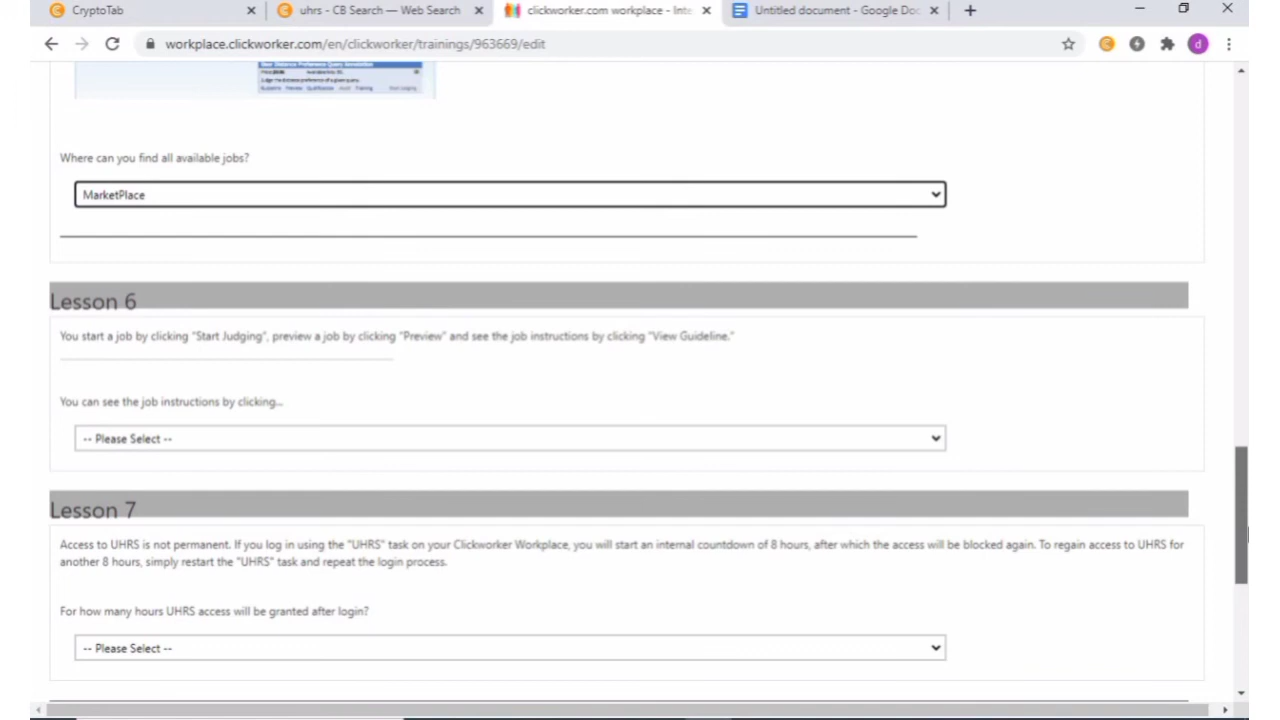 CryptoTab
uhrs - CB Search — Web Search
clickworker.com workplace - Inte
Untitled document - Google Doc
workplace.clickworker.com/en/clickworker/trainings/963669/edit
d
Where can you find all available jobs?
MarketPlace
Lesson 6
You start a job by clicking "Start Judging", preview a job by clicking "Preview" and see the job instructions by clicking "View Guideline."
You can see the job instructions by clicking...
-- Please Select --
Lesson 7
Access to UHRS is not permanent. If you log in using the "UHRS" task on your Clickworker Workplace, you will start an internal countdown of 8 hours, after which the access will be blocked again. To regain access to UHRS for
another 8 hours, simply restart the "UHRS" task and repeat the login process.
For how many hours UHRS access will be granted after login?
-- Please Select --